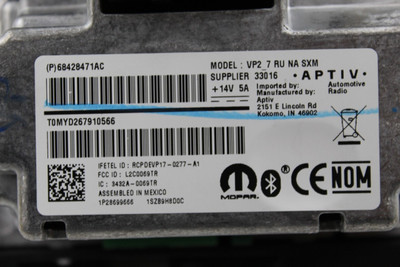 (P)68428471AC
MODEL: VP2_7 RU NA SXM
SUPPLIER 33016
⎓14V 5A
• A P T I V •
Import By:
Manufactured By:
Aptiv
2151 E Lincoln Rd
Kokomo, IN 46902
Automotive
Radio
T0MYD267910566
IFETEL ID: RCPDEVP17-0277-A1
FCC ID: L2C0069TR
IC: 3432A-0069TR
ASSEMBLED IN MEXICO
1P28699666 1SZB9H8D0C
MOPAR
CE
NOM